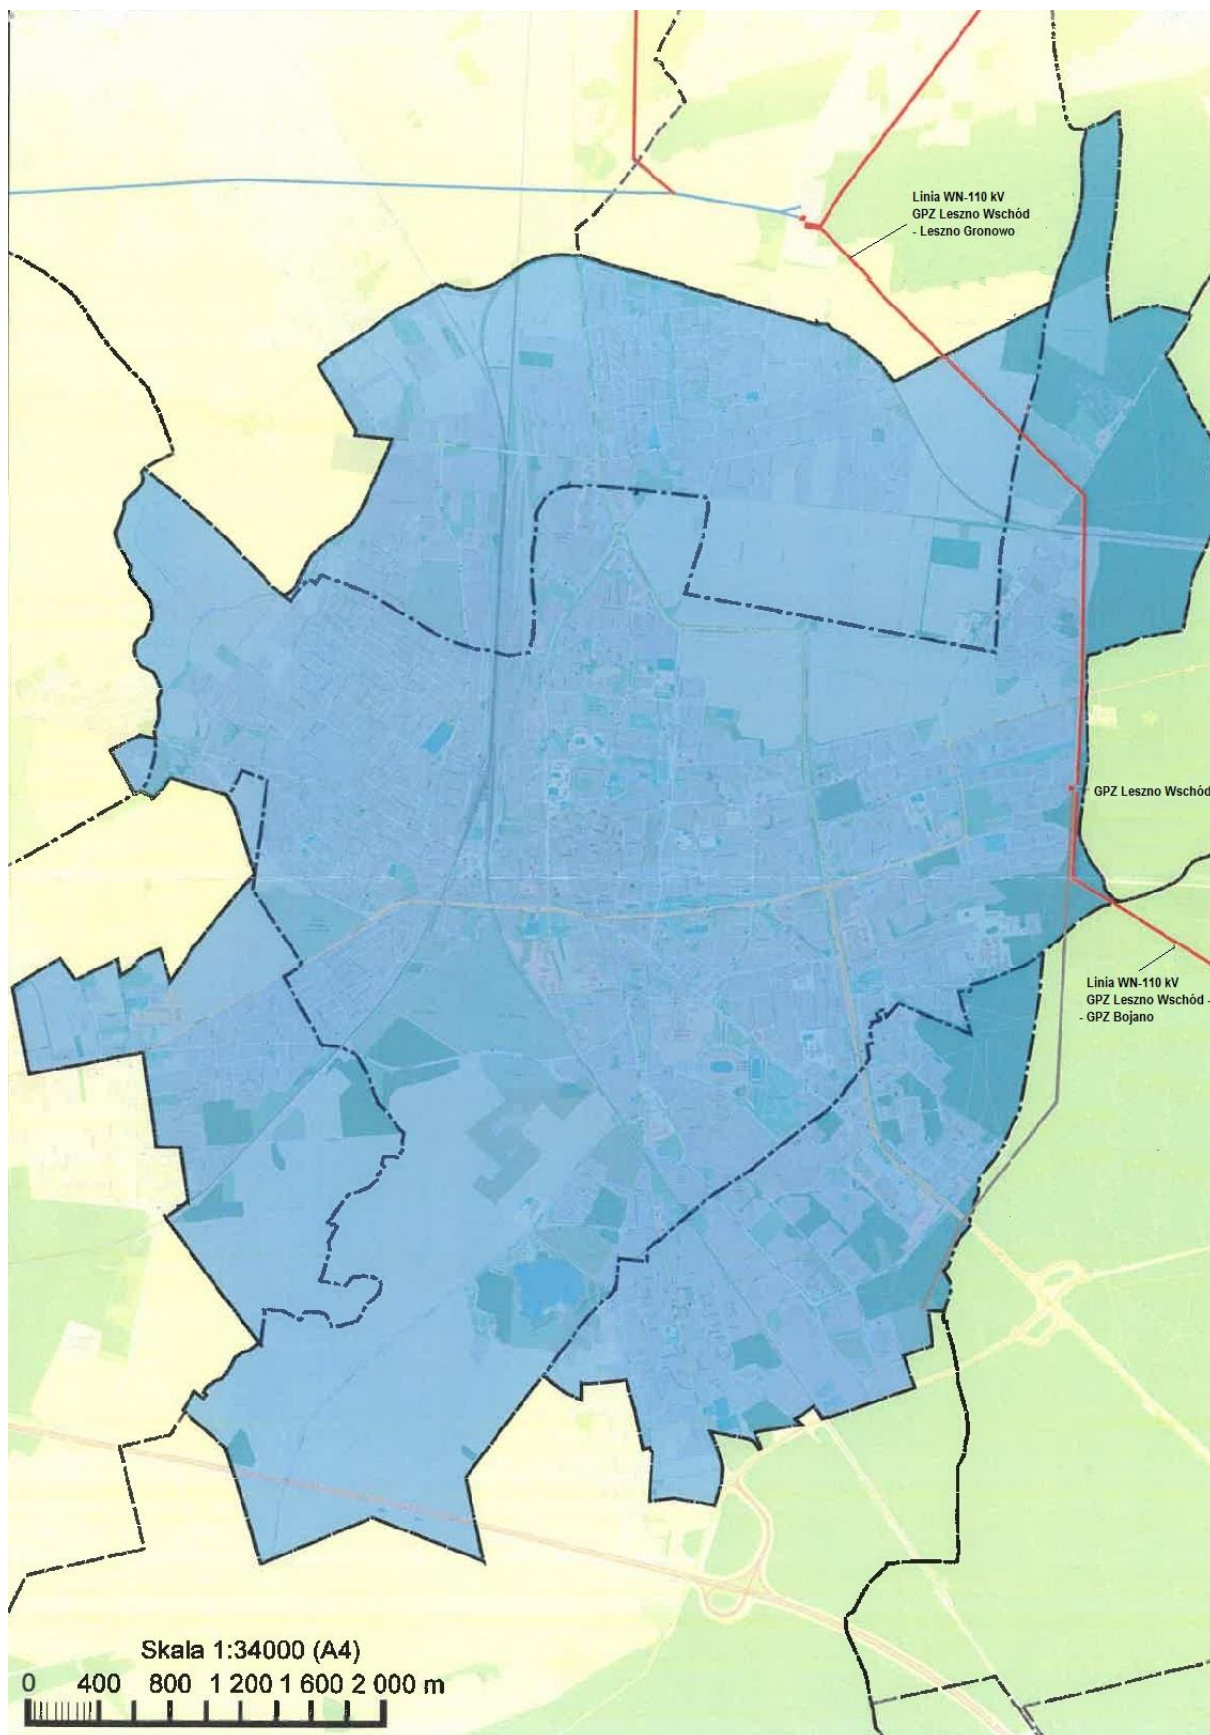 Linia WN-110 kV
GPZ Leszno Wschód
- Leszno Gronowo
GPZ Leszno Wschód
Linia WN-110 kV
GPZ Leszno Wschód -
- GPZ Bojano
Skala 1:34000 (A4)
0 400 800 1 200 1 600 2 000 m